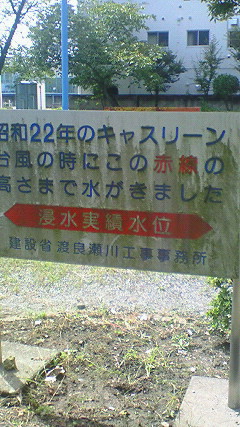 昭和22年のキャスリーン
台風の時にこの赤線の
高さまで水がきました
浸水実績水位
建設省渡良瀬川工事事務所